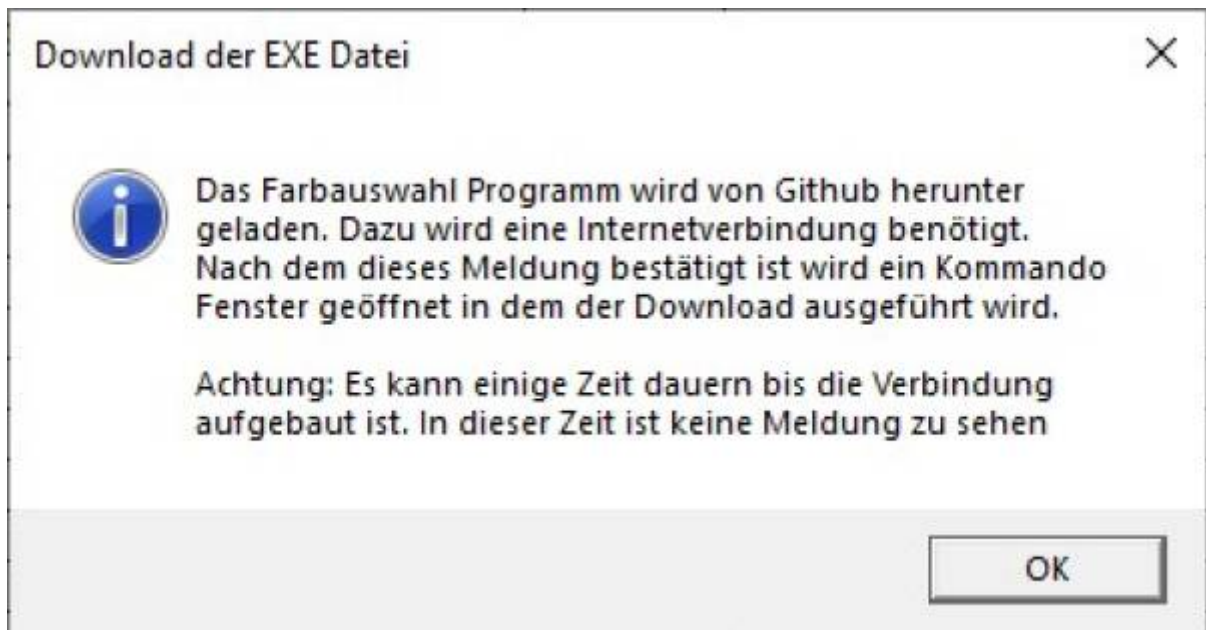 Download der EXE Datei
Das Farbauswahl Programm wird von Github herunter
geladen. Dazu wird eine Internetverbindung benötigt.
Nach dem dieses Meldung bestätigt ist wird ein Kommando
Fenster geöffnet in dem der Download ausgeführt wird.
Achtung: Es kann einige Zeit dauern bis die Verbindung
aufgebaut ist. In dieser Zeit ist keine Meldung zu sehen
OK